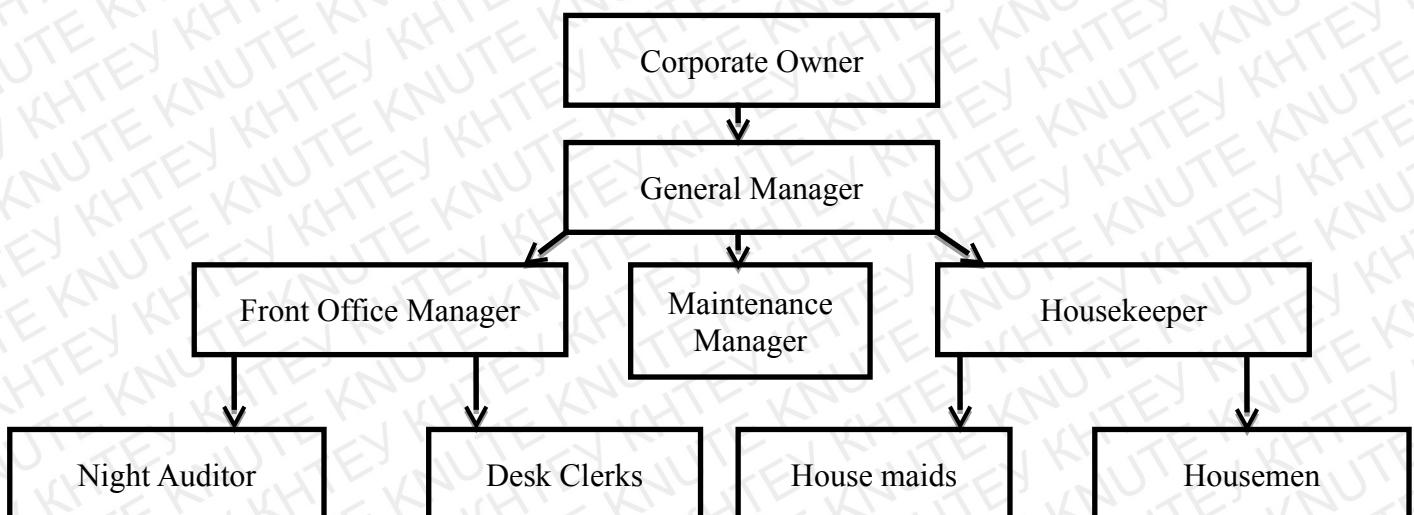 Corporate Owner
General Manager
Front Office Manager
Maintenance
Manager
Housekeeper
Night Auditor
Desk Clerks
House maids
Housemen